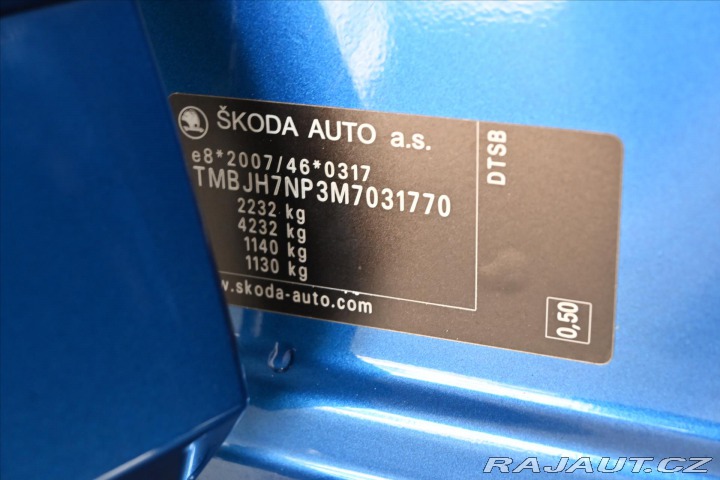 ŠKODA AUTO a.s.
e8*2007/46*0317
TMBJH7NP3M7031770
2232 kg
4232 kg
1140 kg
1130 kg
www.skoda-auto.com
DTSB
0,50
RAJAUT.CZ